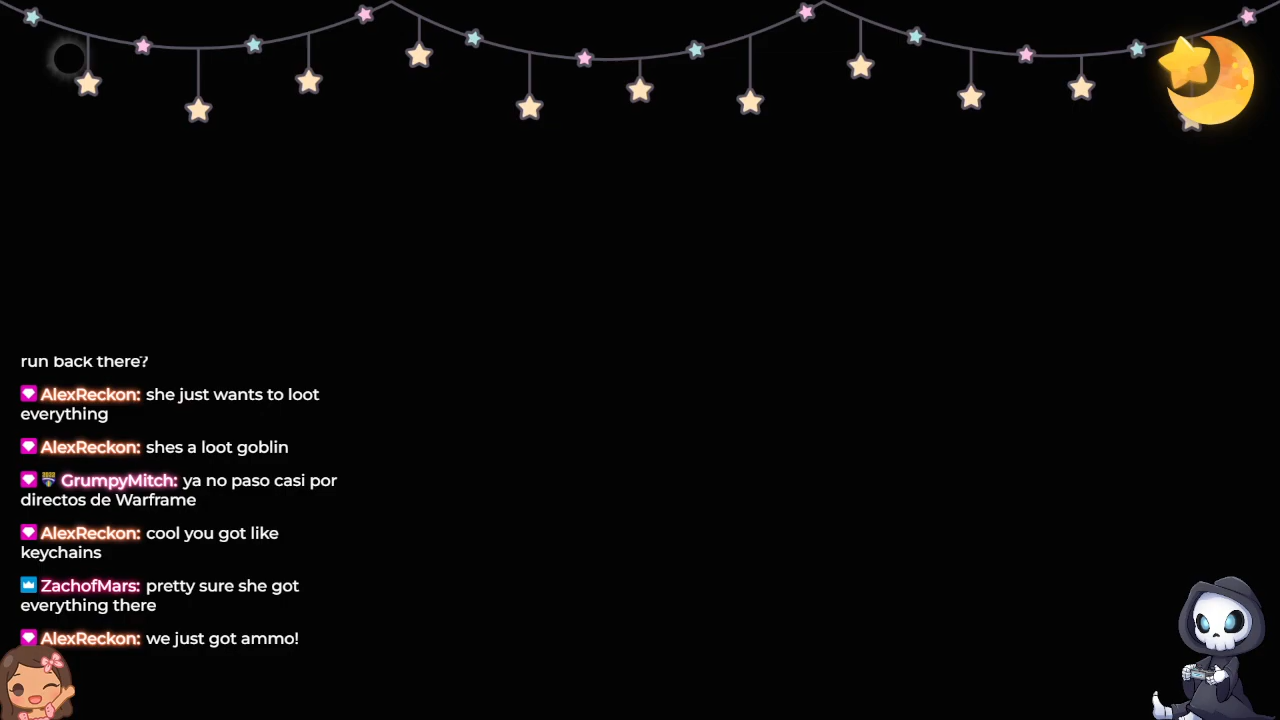 run back there?
AlexReckon: she just wants to loot
everything
AlexReckon: shes a loot goblin
GrumpyMitch: ya no paso casi por
directos de Warframe
AlexReckon: cool you got like
keychains
ZachofMars: pretty sure she got
everything there
AlexReckon: we just got ammo!